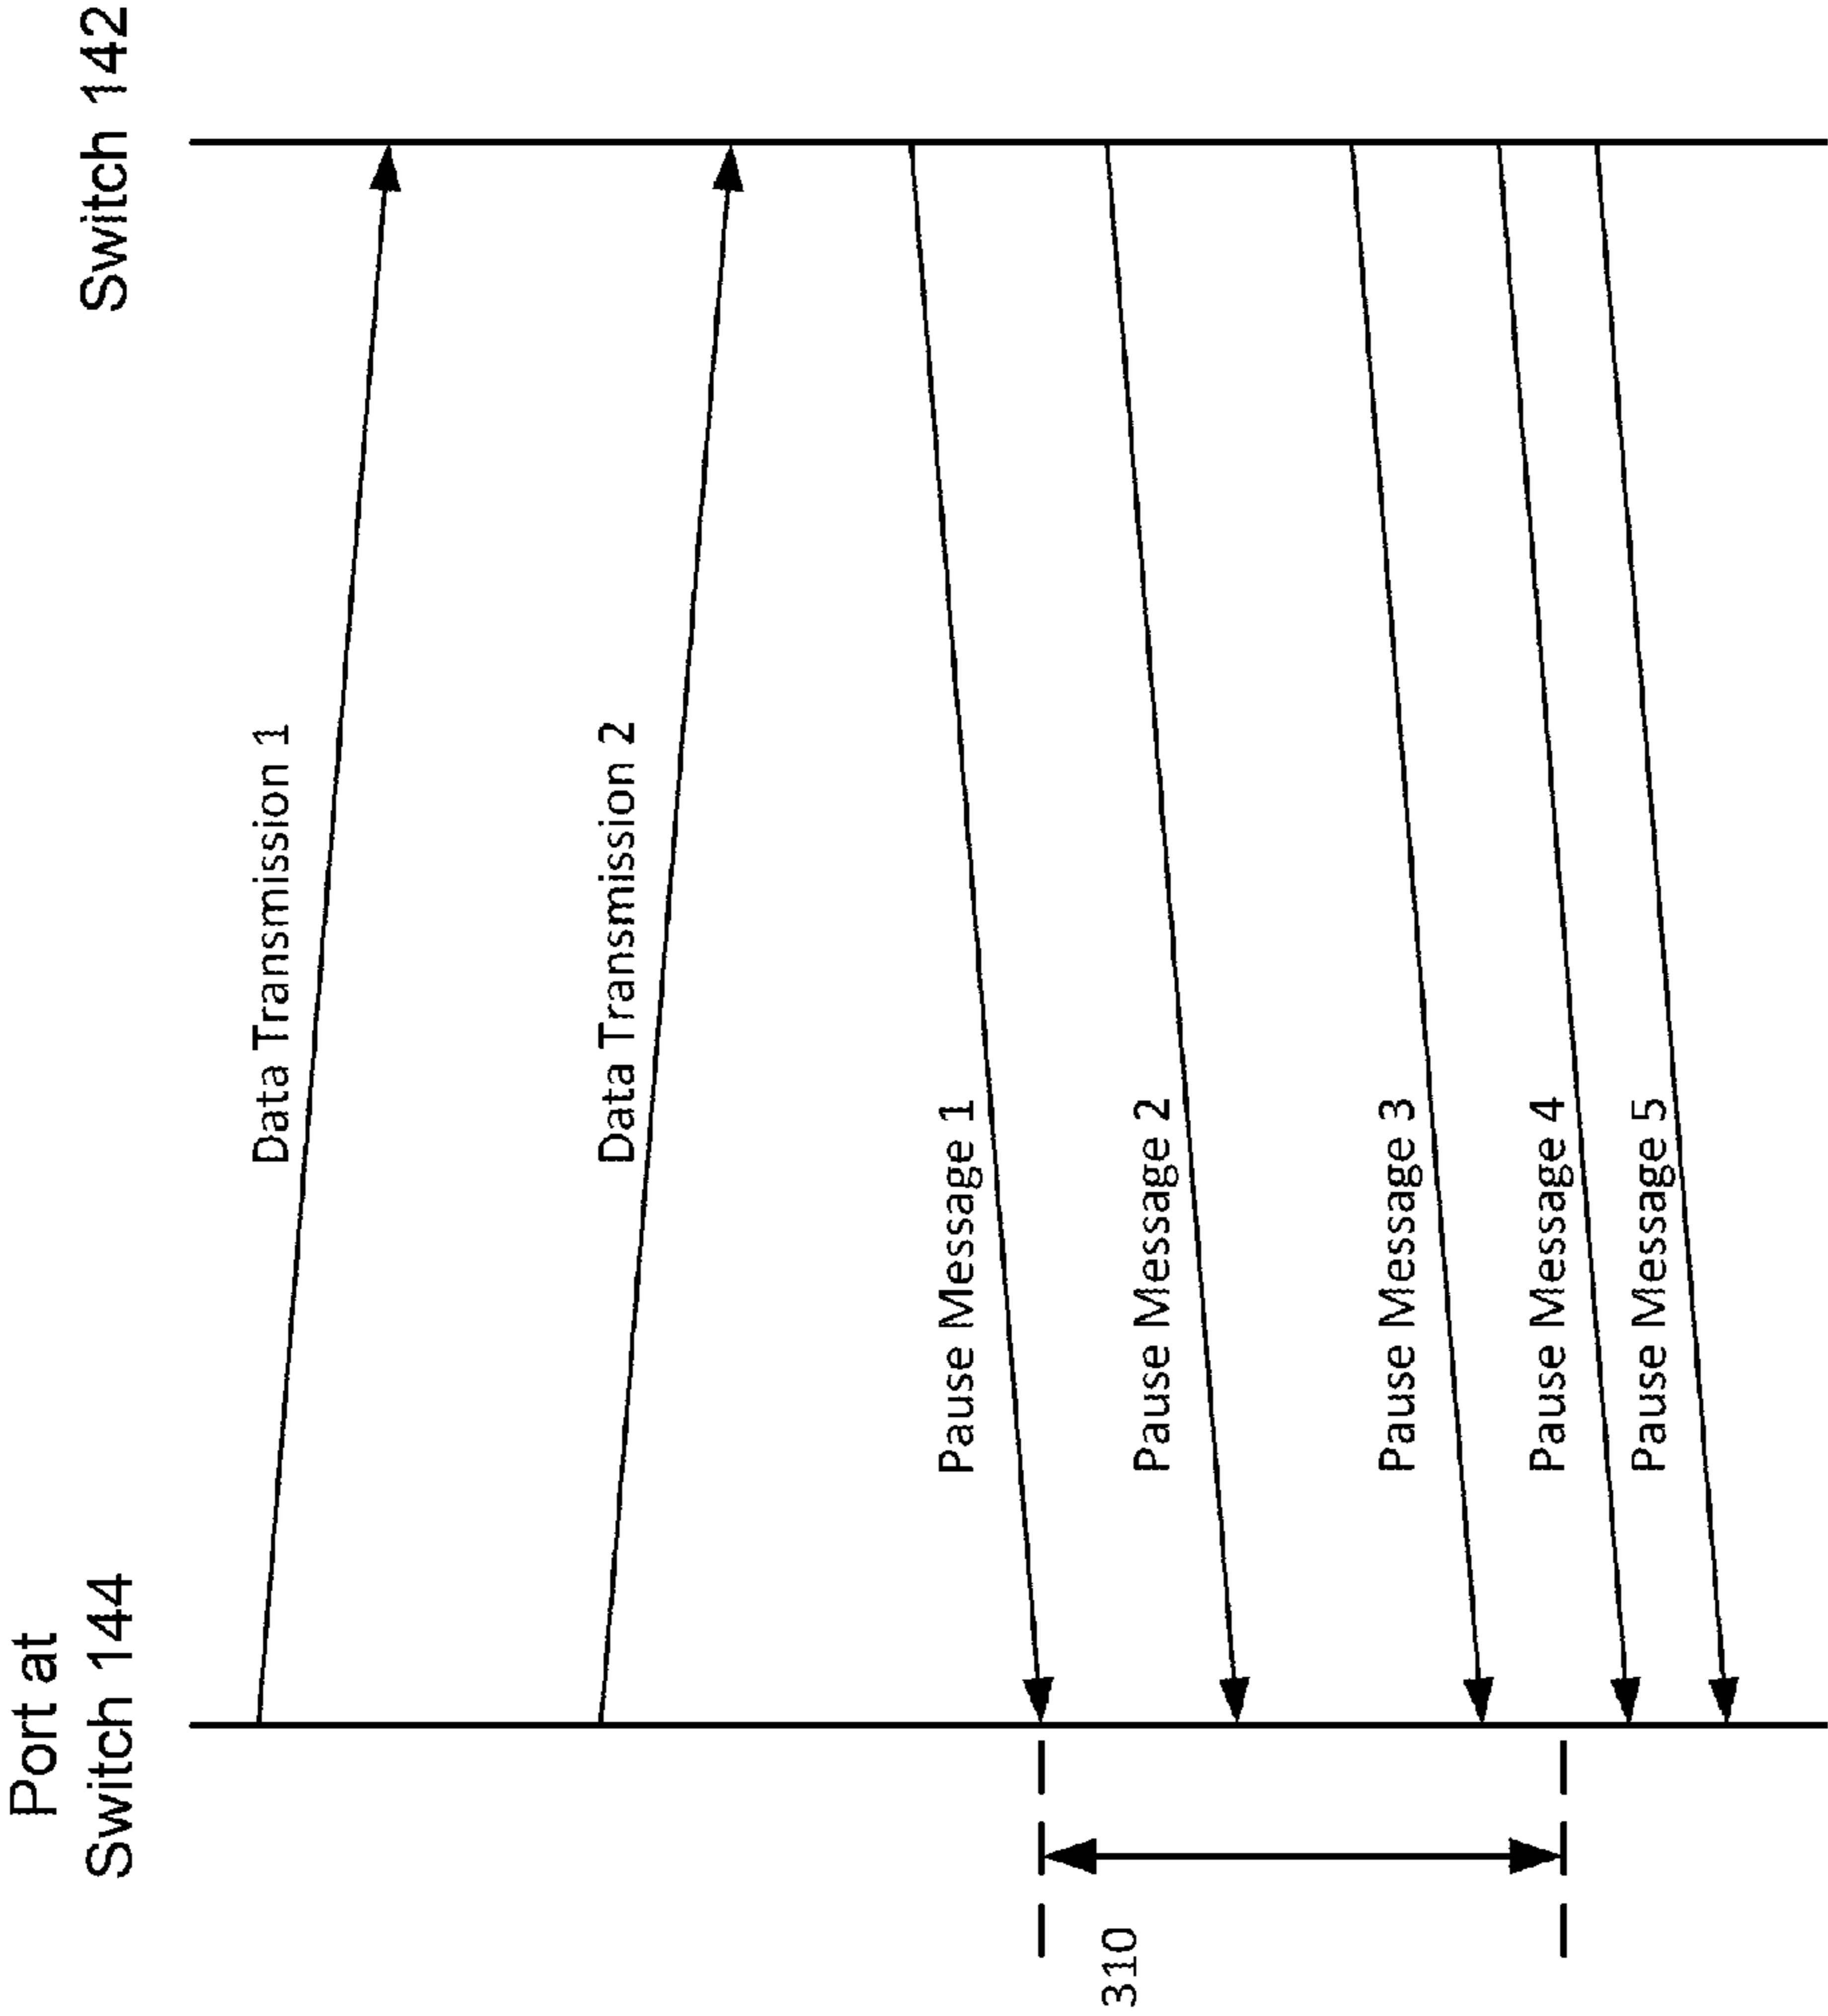 Port at
Switch 144
Switch 142
Data Transmission 1
Data Transmission 2
Pause Message 1
Pause Message 2
Pause Message 3
Pause Message 4
Pause Message 5
310